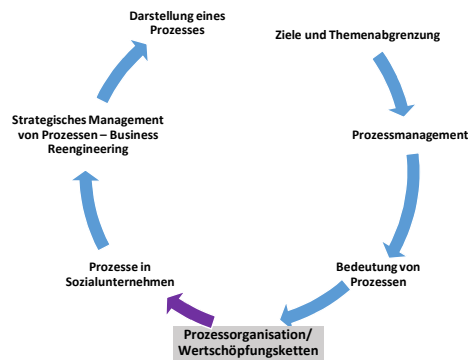 Darstellung eines
Prozesses
Ziele und Themenabgrenzung
Strategisches Management
von Prozessen – Business
Reengineering
Prozessmanagement
Prozesse in
Sozialunternehmen
Bedeutung von
Prozessen
Prozessorganisation/
Wertschöpfungsketten